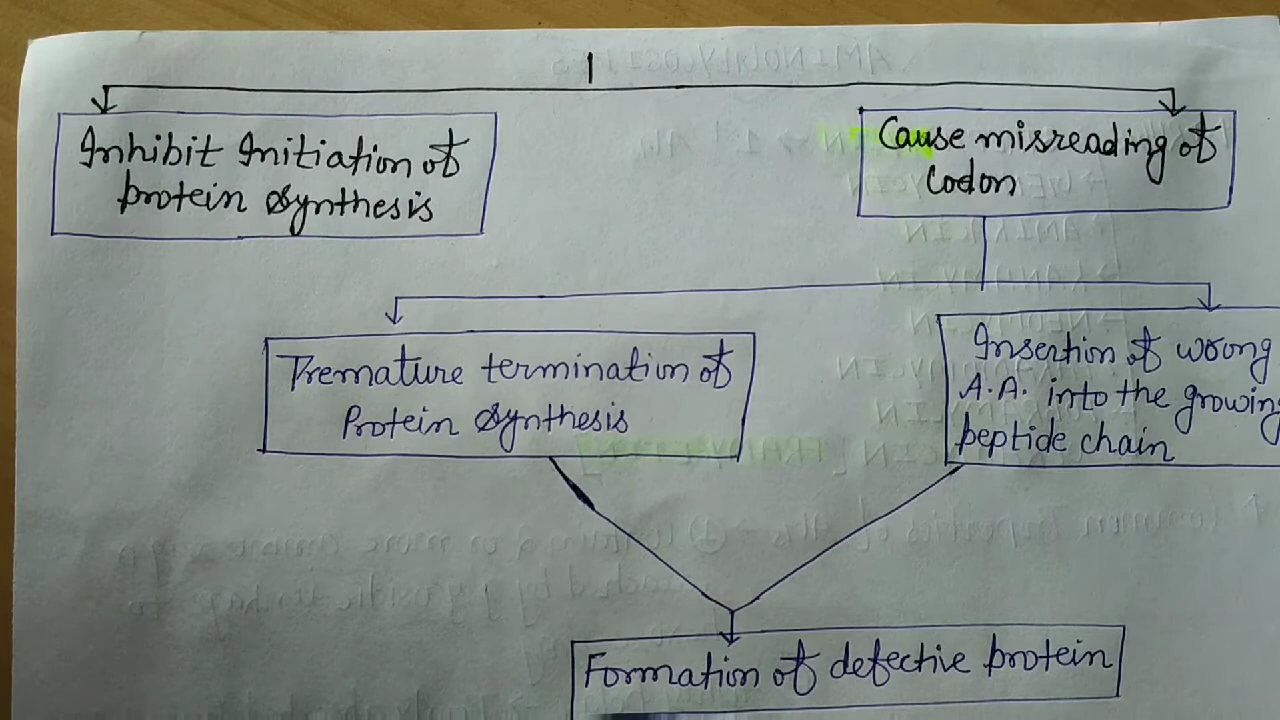 Inhibit Initiation of
protein Synthesis
Cause misreading of
Codon
Premature termination of
Protein Synthesis
Insertion of wrong
A.A. into the growing
peptide chain
Formation of defective protein